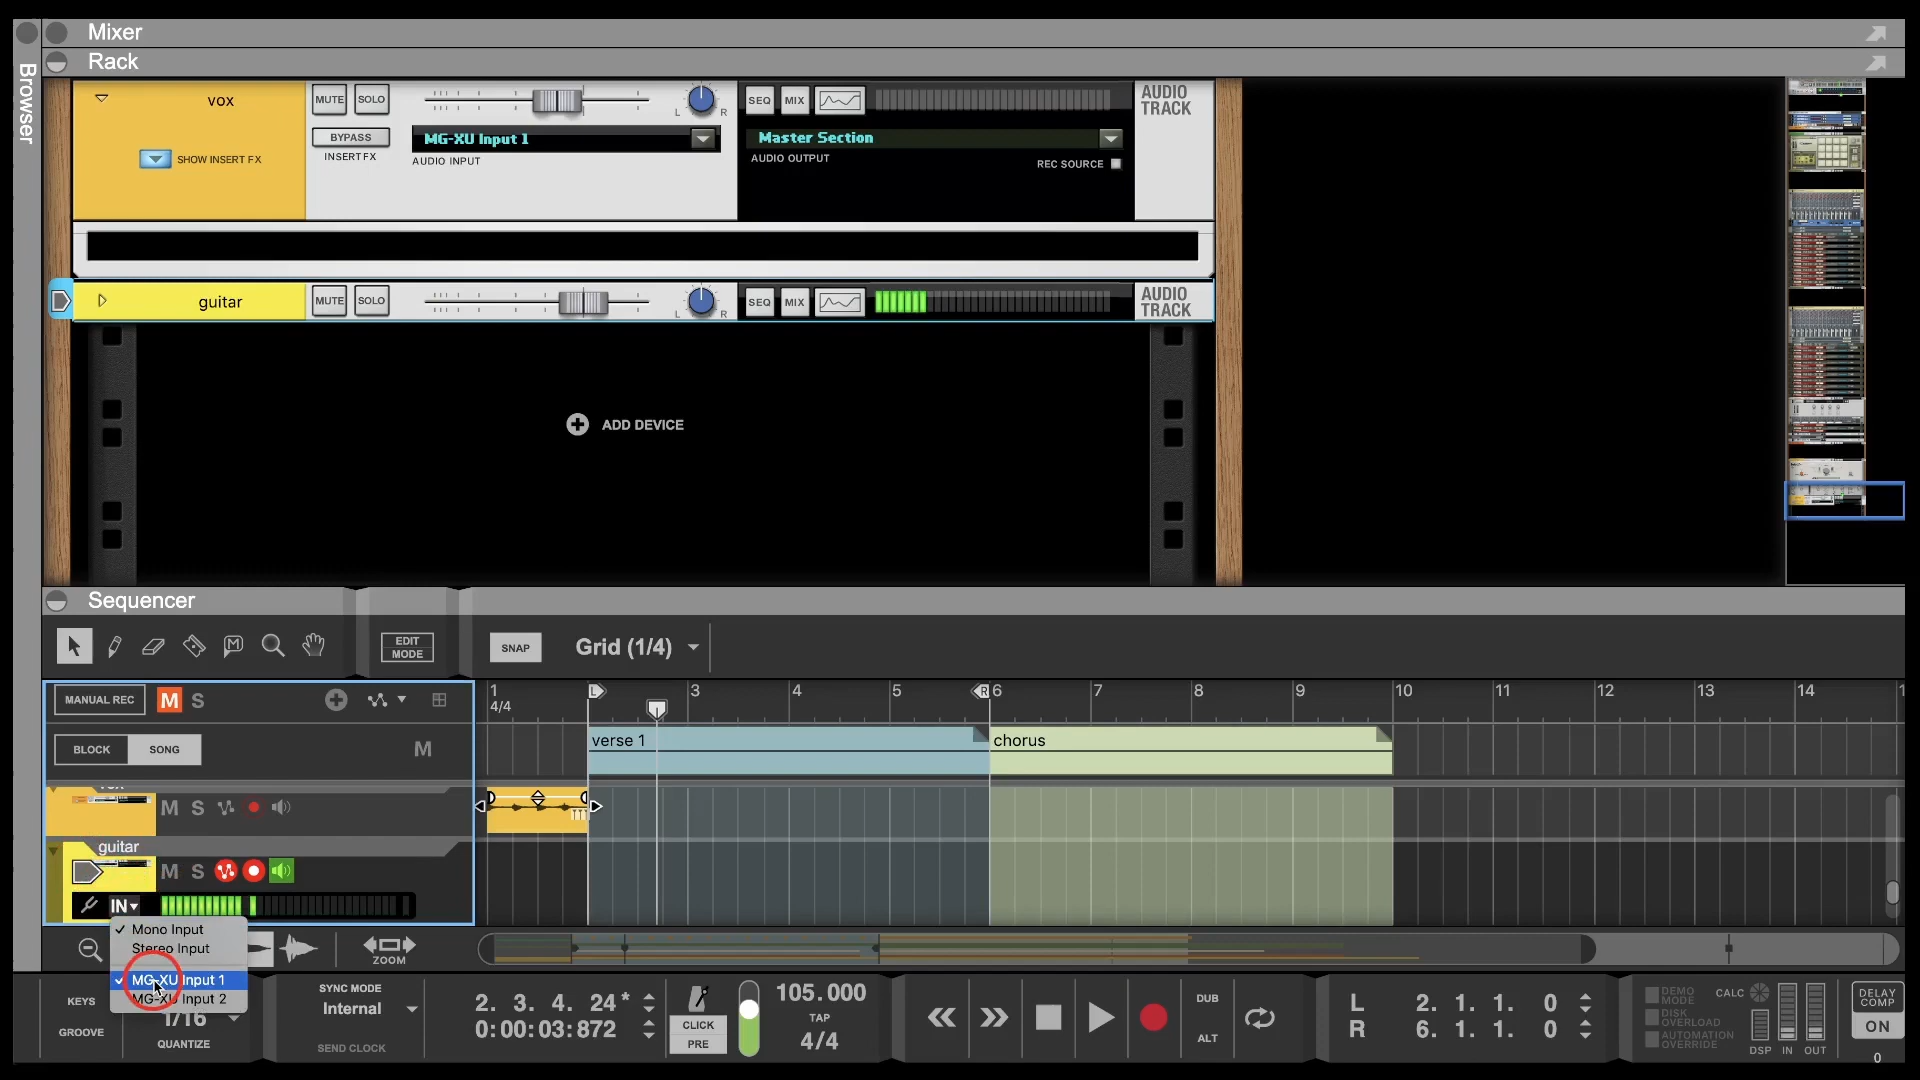 Mixer
Rack
Browser
vox
MUTE SOLO
L R
SEQ MIX
AUDIO TRACK
BYPASS
INSERT FX
MG-XU Input 1
AUDIO INPUT
Master Section
AUDIO OUTPUT
REC SOURCE
SHOW INSERT FX
guitar
MUTE SOLO
L R
SEQ MIX
AUDIO TRACK
ADD DEVICE
Sequencer
EDIT MODE
SNAP
Grid (1/4)
MANUAL REC M S
1 L 3 4 5 R 6 7 8 9 10 11 12 13 14
4/4
BLOCK SONG M
verse 1
chorus
vox
M S
guitar
M S
IN
Mono Input
Stereo Input
MG-XU Input 1
MG-XU Input 2
ZOOM
KEYS
GROOVE
1/16
QUANTIZE
SYNC MODE
Internal
SEND CLOCK
2. 3. 4. 24*
0:00:03:872
CLICK
PRE
105.000
TAP
4/4
DUB
ALT
L 2. 1. 1. 0
R 6. 1. 1. 0
DEMO MODE
DISK OVERLOAD
AUTOMATION OVERRIDE
CALC
DSP IN OUT
DELAY COMP
ON
0